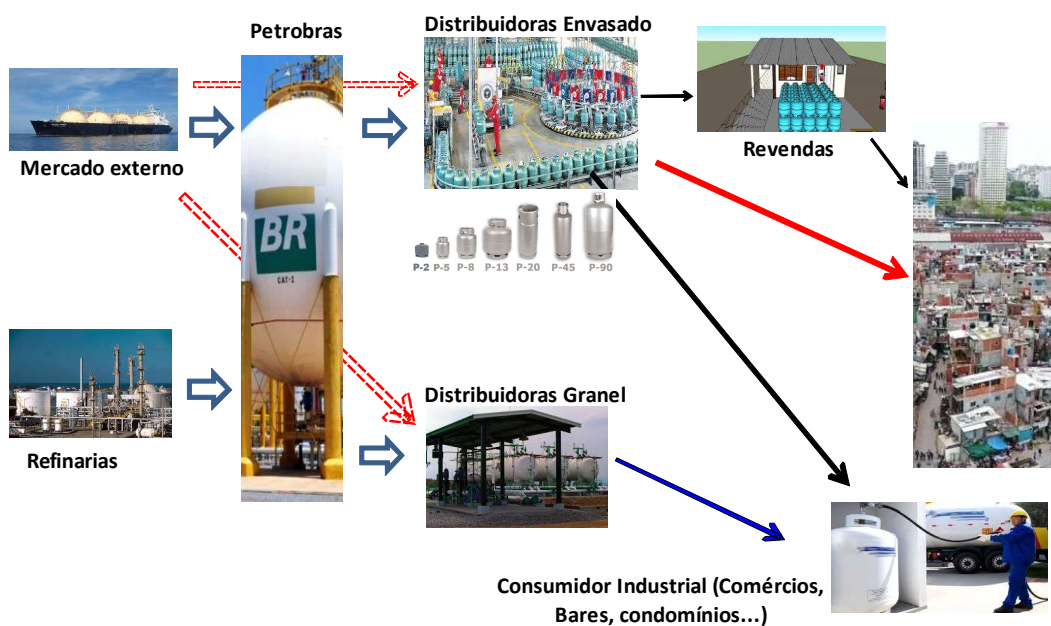 Petrobras
Distribuidoras Envasado
Mercado externo
Revendas
BR
CAT-I
P-2 P-5 P-8 P-13 P-20 P-45 P-90
Distribuidoras Granel
Refinarias
Consumidor Industrial (Comércios,
Bares, condomínios...)